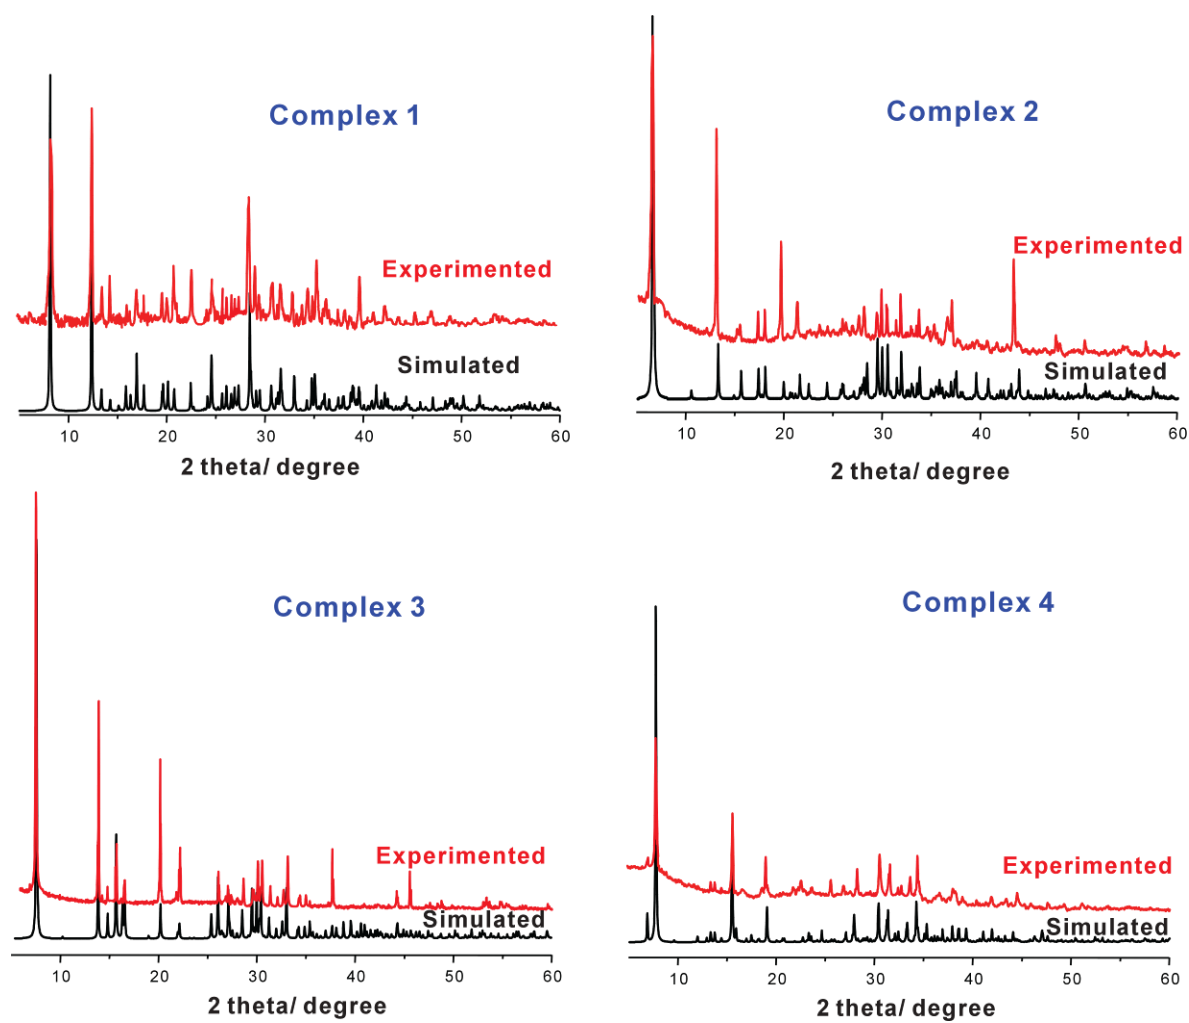 Complex 1
Experimented
Simulated
10 20 30 40 50 60
2 theta/ degree
Complex 2
Experimented
Simulated
10 20 30 40 50 60
2 theta/ degree
Complex 3
Experimented
Simulated
10 20 30 40 50 60
2 theta/ degree
Complex 4
Experimented
Simulated
10 20 30 40 50 60
2 theta/ degree